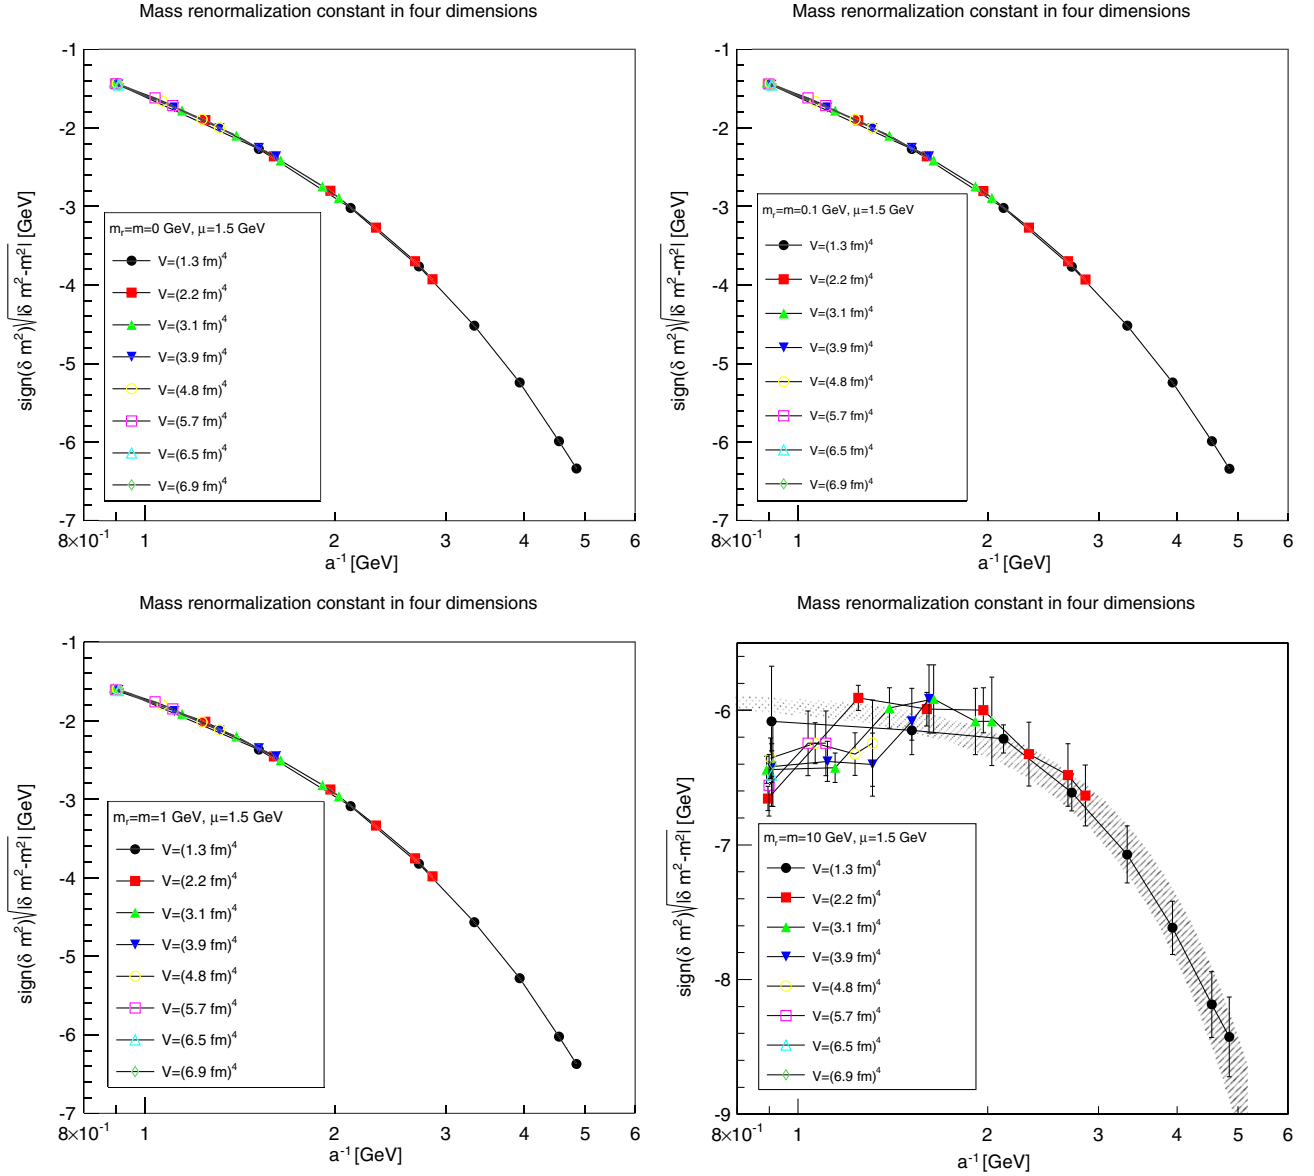 Mass renormalization constant in four dimensions
sign(δ m²)√|δ m²-m²| [GeV]
-1
-2
-3
-4
-5
-6
-7
m_r=m=0 GeV, μ=1.5 GeV
V=(1.3 fm)⁴
V=(2.2 fm)⁴
V=(3.1 fm)⁴
V=(3.9 fm)⁴
V=(4.8 fm)⁴
V=(5.7 fm)⁴
V=(6.5 fm)⁴
V=(6.9 fm)⁴
8×10⁻¹ 1 2 3 4 5 6
a⁻¹ [GeV]
Mass renormalization constant in four dimensions
sign(δ m²)√|δ m²-m²| [GeV]
-1
-2
-3
-4
-5
-6
-7
m_r=m=0.1 GeV, μ=1.5 GeV
V=(1.3 fm)⁴
V=(2.2 fm)⁴
V=(3.1 fm)⁴
V=(3.9 fm)⁴
V=(4.8 fm)⁴
V=(5.7 fm)⁴
V=(6.5 fm)⁴
V=(6.9 fm)⁴
8×10⁻¹ 1 2 3 4 5 6
a⁻¹ [GeV]
Mass renormalization constant in four dimensions
sign(δ m²)√|δ m²-m²| [GeV]
-1
-2
-3
-4
-5
-6
-7
m_r=m=1 GeV, μ=1.5 GeV
V=(1.3 fm)⁴
V=(2.2 fm)⁴
V=(3.1 fm)⁴
V=(3.9 fm)⁴
V=(4.8 fm)⁴
V=(5.7 fm)⁴
V=(6.5 fm)⁴
V=(6.9 fm)⁴
8×10⁻¹ 1 2 3 4 5 6
a⁻¹ [GeV]
Mass renormalization constant in four dimensions
sign(δ m²)√|δ m²-m²| [GeV]
-6
-7
-8
-9
m_r=m=10 GeV, μ=1.5 GeV
V=(1.3 fm)⁴
V=(2.2 fm)⁴
V=(3.1 fm)⁴
V=(3.9 fm)⁴
V=(4.8 fm)⁴
V=(5.7 fm)⁴
V=(6.5 fm)⁴
V=(6.9 fm)⁴
8×10⁻¹ 1 2 3 4 5 6
a⁻¹ [GeV]